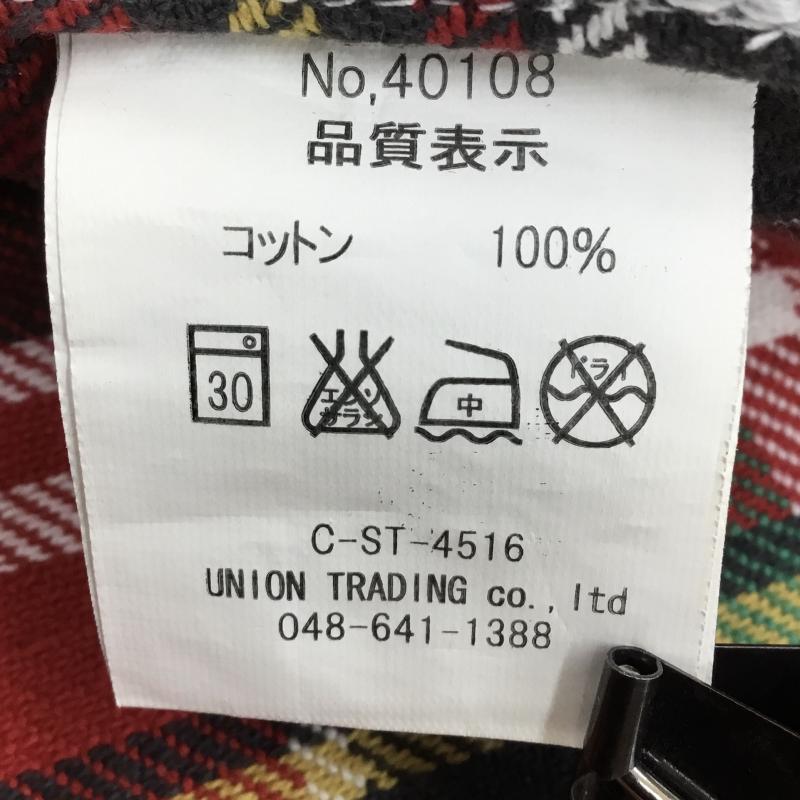 No,40108
品質表示
コットン 100%
30 エンソ サラシ 中 ドライ
C-ST-4516
UNION TRADING co., ltd
048-641-1388